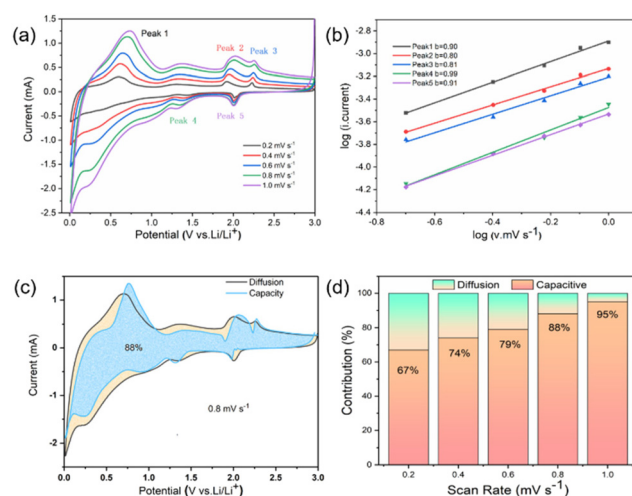 (a)
Peak 1
Peak 2
Peak 3
Peak 4
Peak 5
0.2 mV s⁻¹
0.4 mV s⁻¹
0.6 mV s⁻¹
0.8 mV s⁻¹
1.0 mV s⁻¹
1.5
1.0
0.5
0.0
-0.5
-1.0
-1.5
-2.0
-2.5
Current (mA)
0.0 0.5 1.0 1.5 2.0 2.5 3.0
Potential (V vs.Li/Li⁺)
(b)
Peak1 b=0.90
Peak2 b=0.80
Peak3 b=0.81
Peak4 b=0.99
Peak5 b=0.91
-2.4
-2.7
-3.0
-3.3
-3.6
-3.9
-4.2
log (i.current)
-0.8 -0.6 -0.4 -0.2 0.0
log (v.mV s⁻¹)
(c)
Diffusion
Capacity
88%
0.8 mV s⁻¹
1
0
-1
-2
Current (mA)
0.0 0.5 1.0 1.5 2.0 2.5 3.0
Potential (V vs.Li/Li⁺)
(d)
Diffusion Capacitive
100
80
60
40
20
0
Contribution (%)
67%
74%
79%
88%
95%
0.2 0.4 0.6 0.8 1.0
Scan Rate (mV s⁻¹)